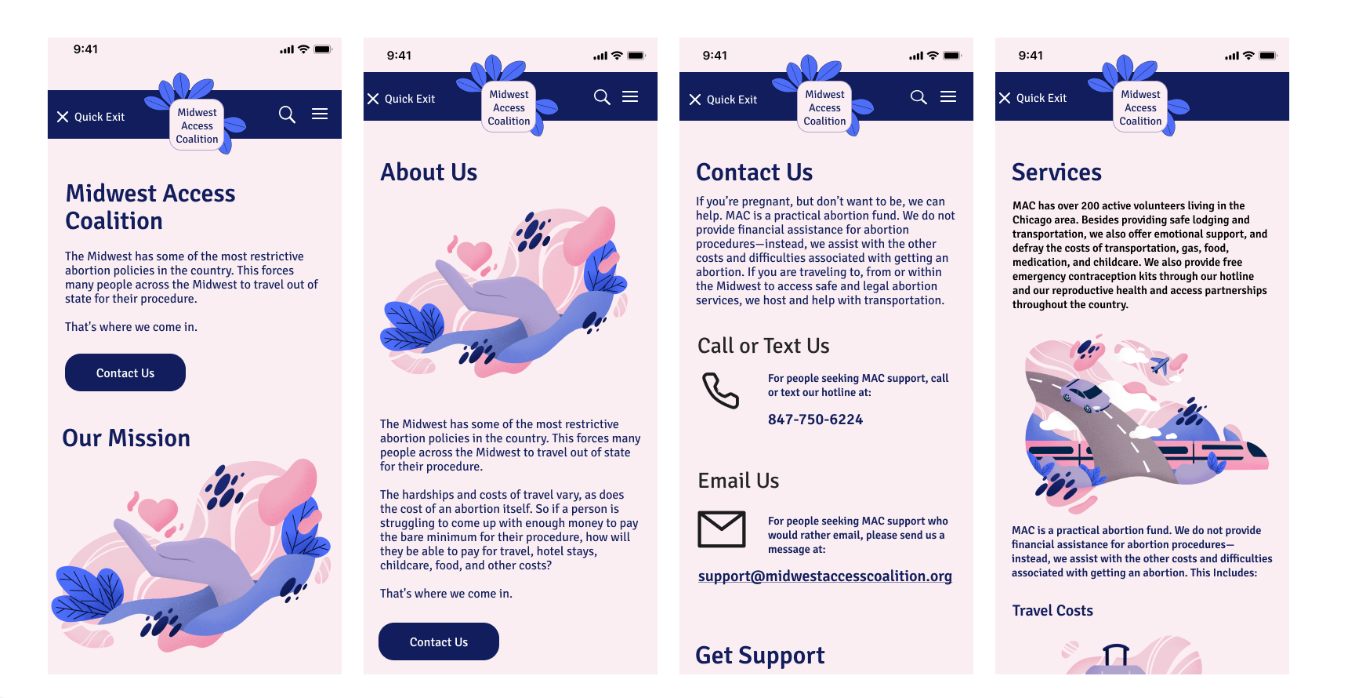 9:41
Quick Exit
Midwest
Access
Coalition
Midwest Access
Coalition
The Midwest has some of the most restrictive
abortion policies in the country. This forces
many people across the Midwest to travel out of
state for their procedure.
That's where we come in.
Contact Us
Our Mission
9:41
Quick Exit
Midwest
Access
Coalition
About Us
The Midwest has some of the most restrictive
abortion policies in the country. This forces many
people across the Midwest to travel out of state
for their procedure.
The hardships and costs of travel vary, as does
the cost of an abortion itself. So if a person is
struggling to come up with enough money to pay
the bare minimum for their procedure, how will
they be able to pay for travel, hotel stays,
childcare, food, and other costs?
That's where we come in.
Contact Us
9:41
Quick Exit
Midwest
Access
Coalition
Contact Us
If you're pregnant, but don't want to be, we can
help. MAC is a practical abortion fund. We do not
provide financial assistance for abortion
procedures—instead, we assist with the other
costs and difficulties associated with getting an
abortion. If you are traveling to, from or within
the Midwest to access safe and legal abortion
services, we host and help with transportation.
Call or Text Us
For people seeking MAC support, call
or text our hotline at:
847-750-6224
Email Us
For people seeking MAC support who
would rather email, please send us a
message at:
support@midwestaccesscoalition.org
Get Support
9:41
Quick Exit
Midwest
Access
Coalition
Services
MAC has over 200 active volunteers living in the
Chicago area. Besides providing safe lodging and
transportation, we also offer emotional support, and
defray the costs of transportation, gas, food,
medication, and childcare. We also provide free
emergency contraception kits through our hotline
and our reproductive health and access partnerships
throughout the country.
MAC is a practical abortion fund. We do not provide
financial assistance for abortion procedures—
instead, we assist with the other costs and difficulties
associated with getting an abortion. This Includes:
Travel Costs